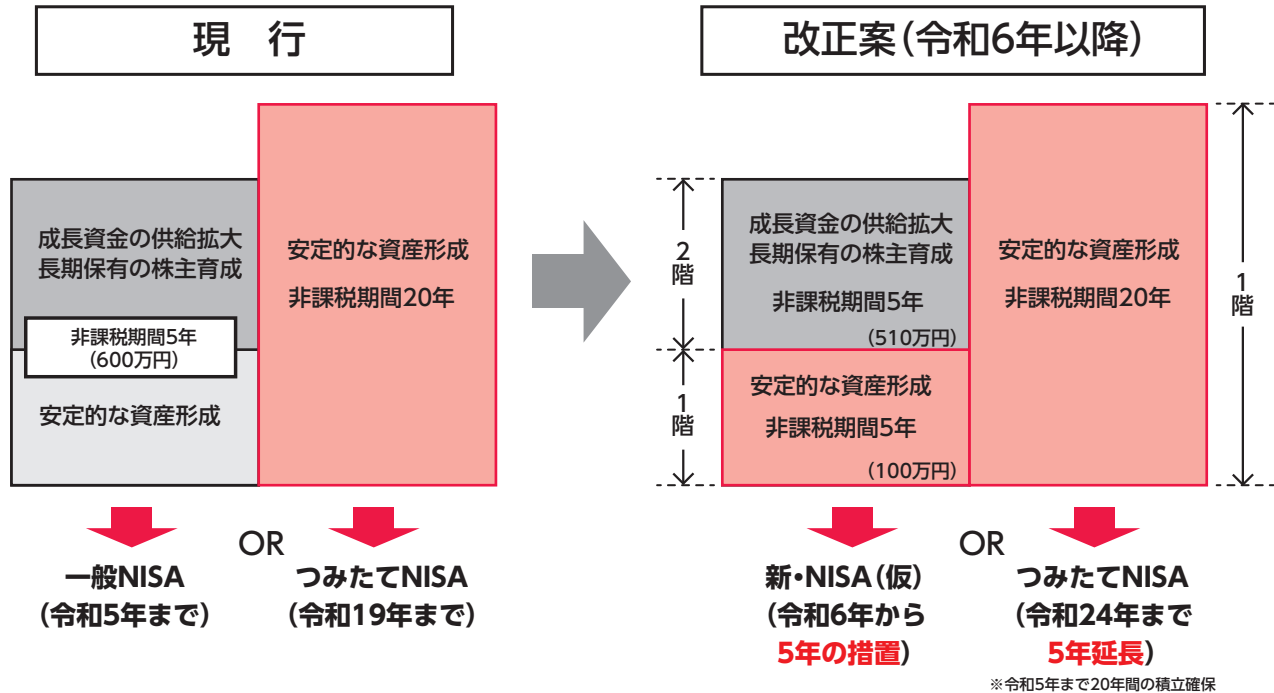 現 行
成長資金の供給拡大
長期保有の株主育成
非課税期間5年
(600万円)
安定的な資産形成
安定的な資産形成
非課税期間20年
一般NISA
(令和5年まで)
OR
つみたてNISA
(令和19年まで)
改正案(令和6年以降)
2階
1階
成長資金の供給拡大
長期保有の株主育成
非課税期間5年
(510万円)
安定的な資産形成
非課税期間5年
(100万円)
安定的な資産形成
非課税期間20年
1階
新・NISA(仮)
(令和6年から
5年の措置)
OR
つみたてNISA
(令和24年まで
5年延長)
※令和5年まで20年間の積立確保